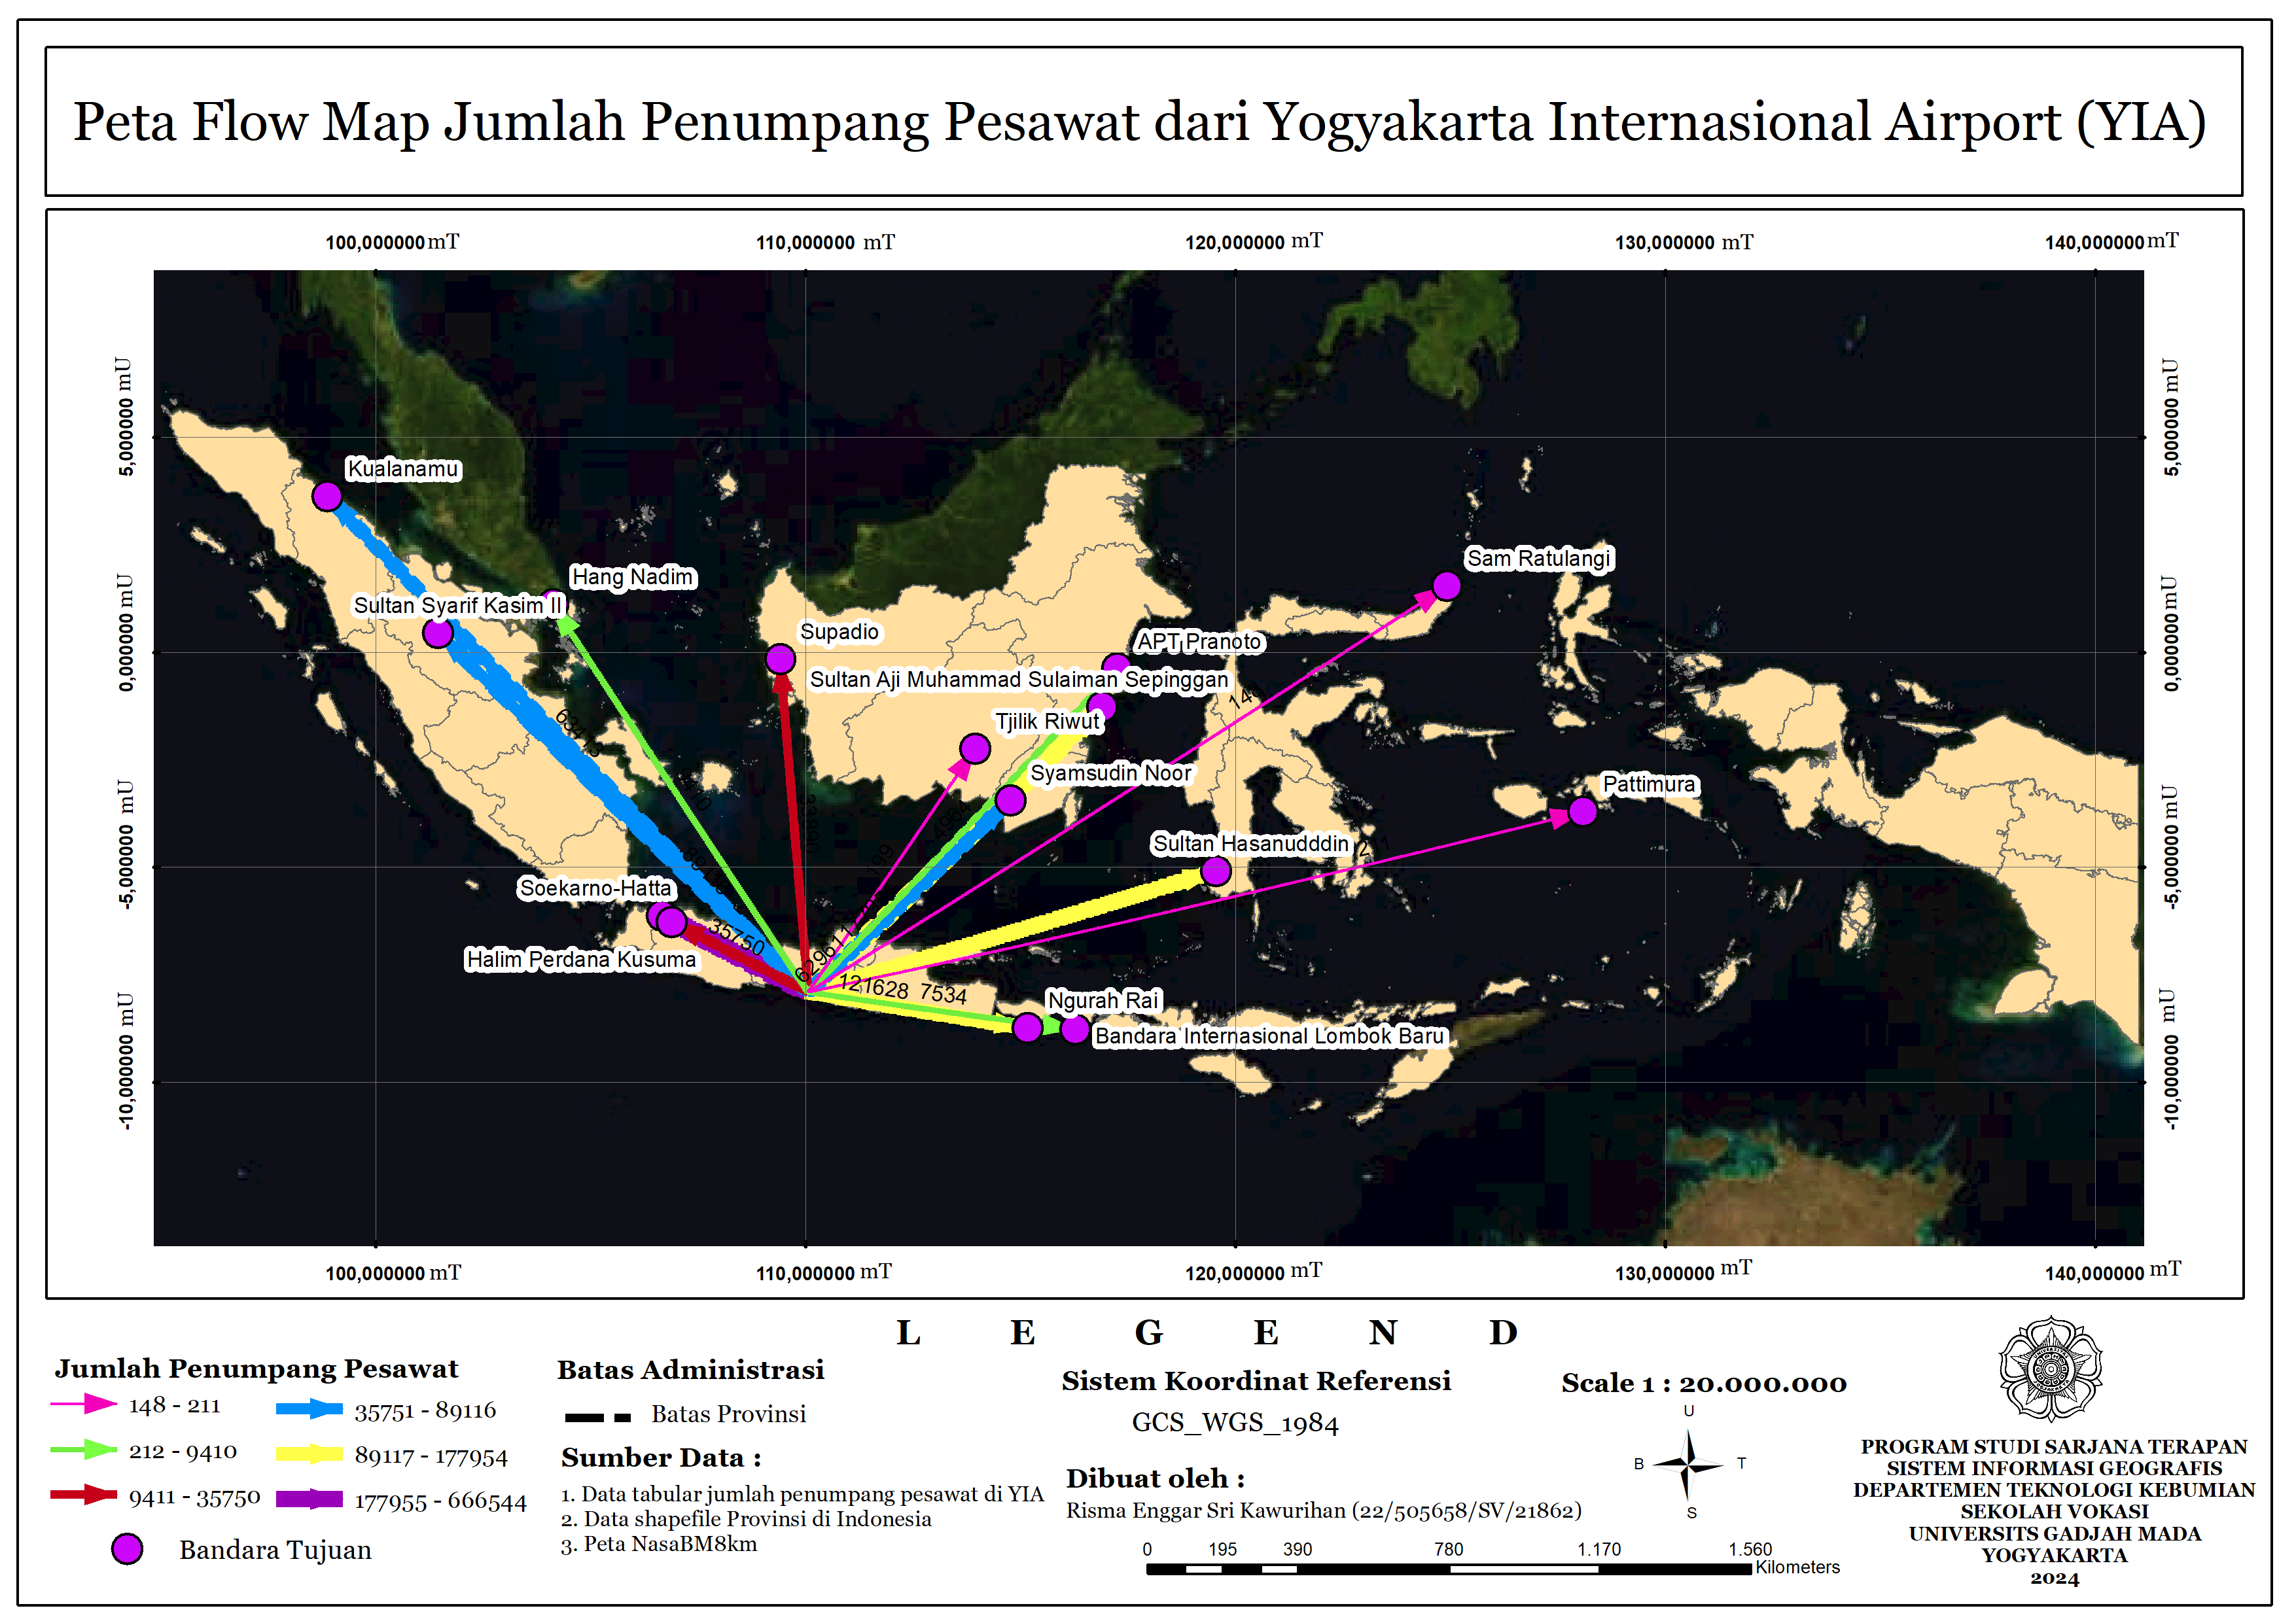 Peta Flow Map Jumlah Penumpang Pesawat dari Yogyakarta Internasional Airport (YIA)
100,000000 mT 110,000000 mT 120,000000 mT 130,000000 mT 140,000000 mT
5,000000 mU
0,000000 mU
-5,000000 mU
-10,000000 mU
5,000000 mU
0,000000 mU
-5,000000 mU
-10,000000 mU
Kualanamu
Sam Ratulangi
Hang Nadim
Sultan Syarif Kasim II
Supadio
APT Pranoto
Sultan Aji Muhammad Sulaiman Sepinggan
Tjilik Riwut
Syamsudin Noor
Pattimura
Sultan Hasanudddin
Soekarno-Hatta
35750
Halim Perdana Kusuma
121628 7534
Ngurah Rai
Bandara Internasional Lombok Baru
100,000000 mT 110,000000 mT 120,000000 mT 130,000000 mT 140,000000 mT
L E G E N D
Jumlah Penumpang Pesawat
148 - 211
212 - 9410
9411 - 35750
35751 - 89116
89117 - 177954
177955 - 666544
Bandara Tujuan
Batas Administrasi
Batas Provinsi
Sumber Data :
1. Data tabular jumlah penumpang pesawat di YIA
2. Data shapefile Provinsi di Indonesia
3. Peta NasaBM8km
Sistem Koordinat Referensi
GCS_WGS_1984
Dibuat oleh :
Risma Enggar Sri Kawurihan (22/505658/SV/21862)
0 195 390 780 1.170 1.560
Kilometers
Scale 1 : 20.000.000
U
B T
S
PROGRAM STUDI SARJANA TERAPAN
SISTEM INFORMASI GEOGRAFIS
DEPARTEMEN TEKNOLOGI KEBUMIAN
SEKOLAH VOKASI
UNIVERSITS GADJAH MADA
YOGYAKARTA
2024